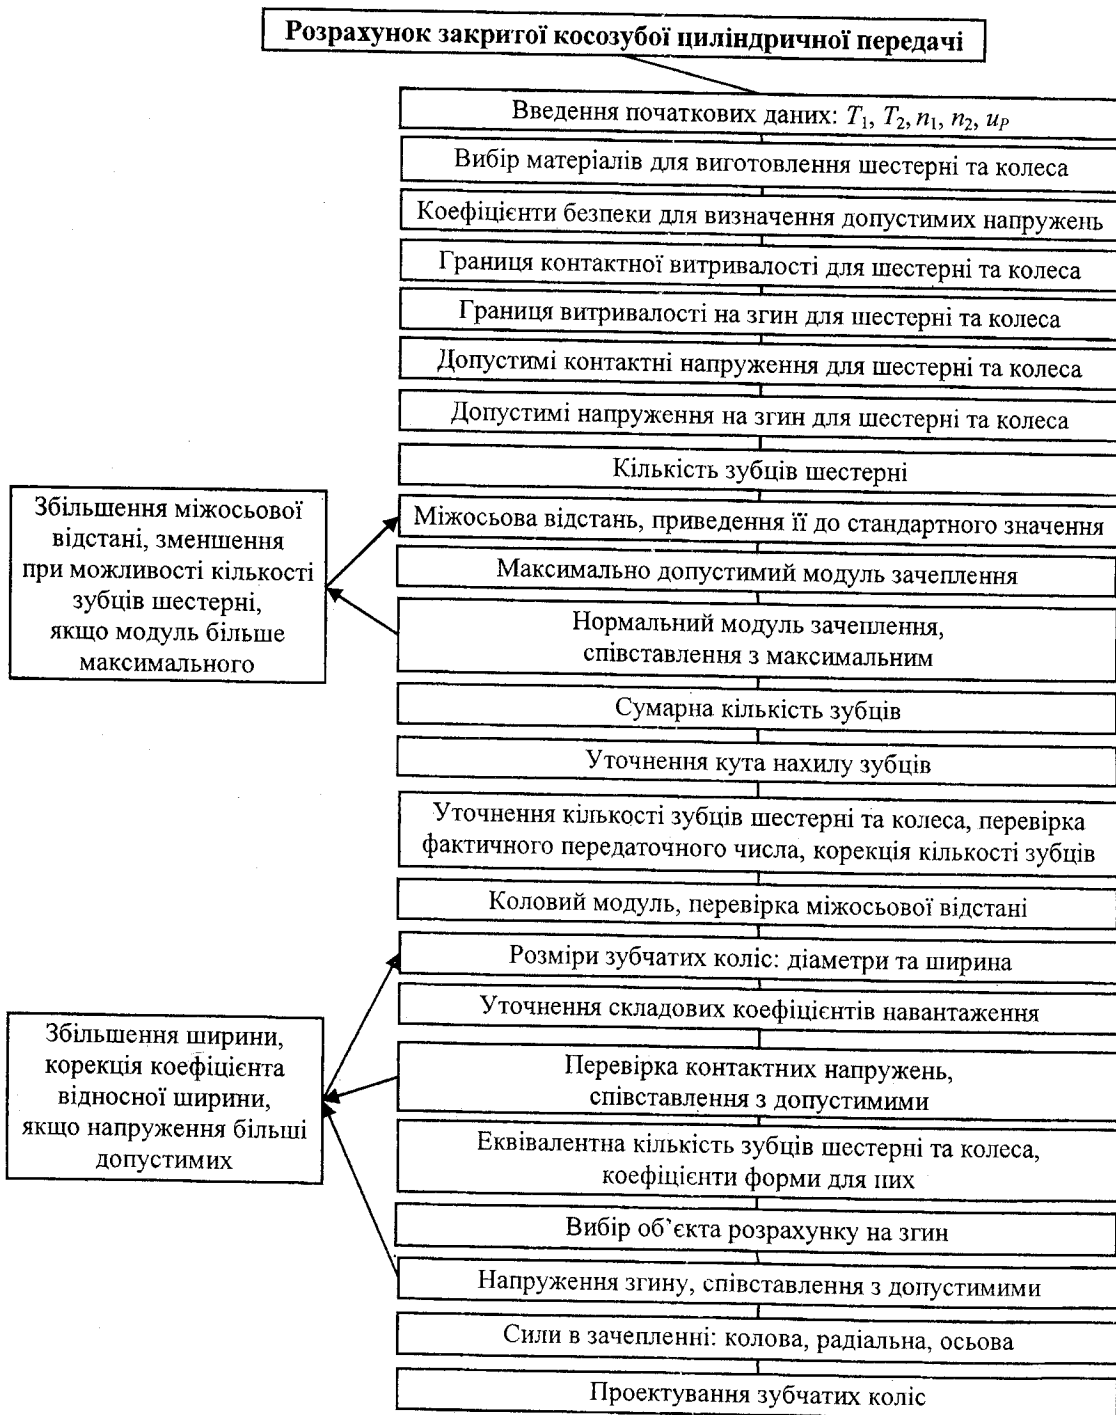 Розрахунок закритої косозубої циліндричної передачі
Введення початкових даних: T1, T2, n1, n2, uP
Вибір матеріалів для виготовлення шестерні та колеса
Коефіцієнти безпеки для визначення допустимих напружень
Границя контактної витривалості для шестерні та колеса
Границя витривалості на згин для шестерні та колеса
Допустимі контактні напруження для шестерні та колеса
Допустимі напруження на згин для шестерні та колеса
Кількість зубців шестерні
Збільшення міжосьової
відстані, зменшення
при можливості кількості
зубців шестерні,
якщо модуль більше
максимального
Міжосьова відстань, приведення її до стандартного значення
Максимально допустимий модуль зачеплення
Нормальний модуль зачеплення,
співставлення з максимальним
Сумарна кількість зубців
Уточнення кута нахилу зубців
Уточнення кількості зубців шестерні та колеса, перевірка
фактичного передаточного числа, корекція кількості зубців
Коловий модуль, перевірка міжосьової відстані
Розміри зубчатих коліс: діаметри та ширина
Уточнення складових коефіцієнтів навантаження
Збільшення ширини,
корекція коефіцієнта
відносної ширини,
якщо напруження більші
допустимих
Перевірка контактних напружень,
співставлення з допустимими
Еквівалентна кількість зубців шестерні та колеса,
коефіцієнти форми для них
Вибір об’єкта розрахунку на згин
Напруження згину, співставлення з допустимими
Сили в зачепленні: колова, радіальна, осьова
Проектування зубчатих коліс